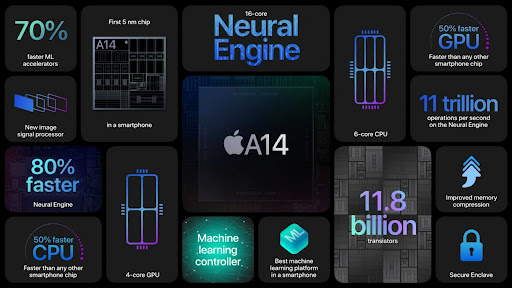 70%
faster ML
accelerators
First 5 nm chip
A14
in a smartphone
16-core
Neural
Engine
6-core CPU
50% faster
GPU
Faster than any other
smartphone chip
New image
signal processor
A14
11 trillion
operations per second
on the Neural Engine
80%
faster
Neural Engine
4-core GPU
11.8
billion
transistors
Improved memory
compression
50% faster
CPU
Faster than any other
smartphone chip
Machine
learning
controller
ML
Best machine
learning platform
in a smartphone
Secure Enclave